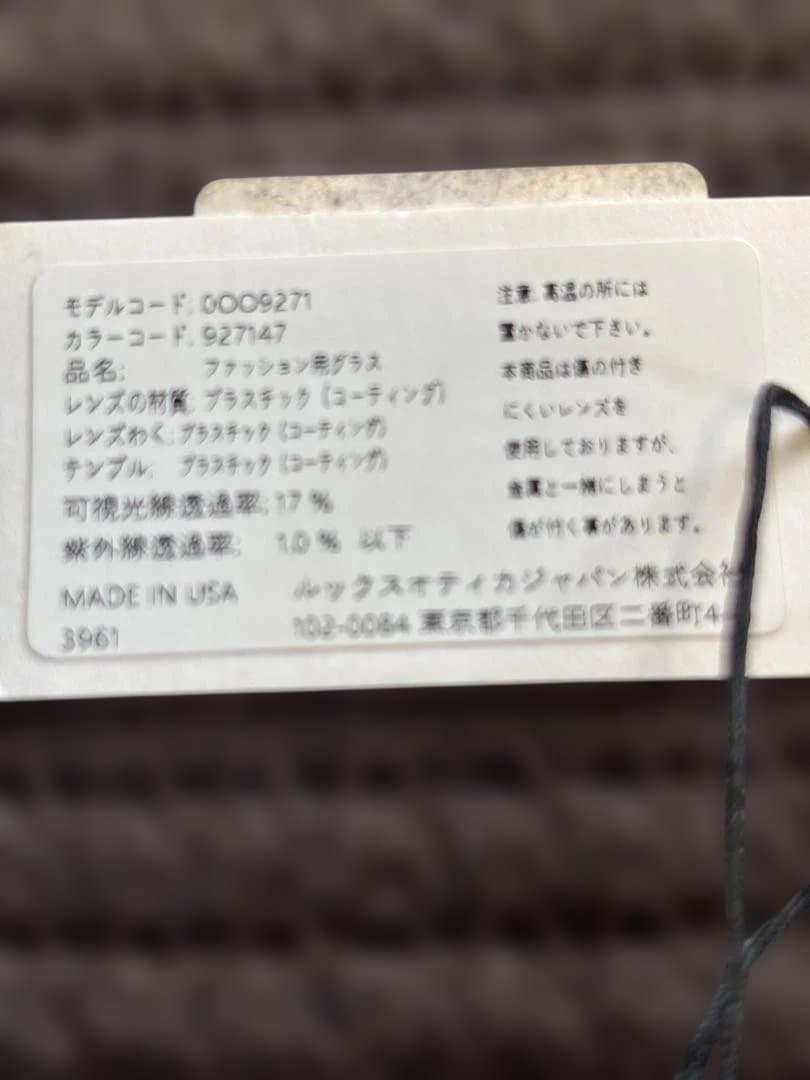 モデルコード: 0OO9271
カラーコード: 927147
品名: ファッション用グラス
レンズの材質: プラスチック (コーティング)
レンズわく: プラスチック (コーティング)
テンプル: プラスチック (コーティング)
可視光線透過率: 17 %
紫外線透過率: 1.0 % 以下
MADE IN USA
3961
注意: 高温の所には
置かないで下さい。
本商品は傷の付き
にくいレンズを
使用しておりますが、
金属と一緒にしまうと
傷が付く事があります。
ルックスオティカジャパン株式会社
102-0084 東京都千代田区二番町4-